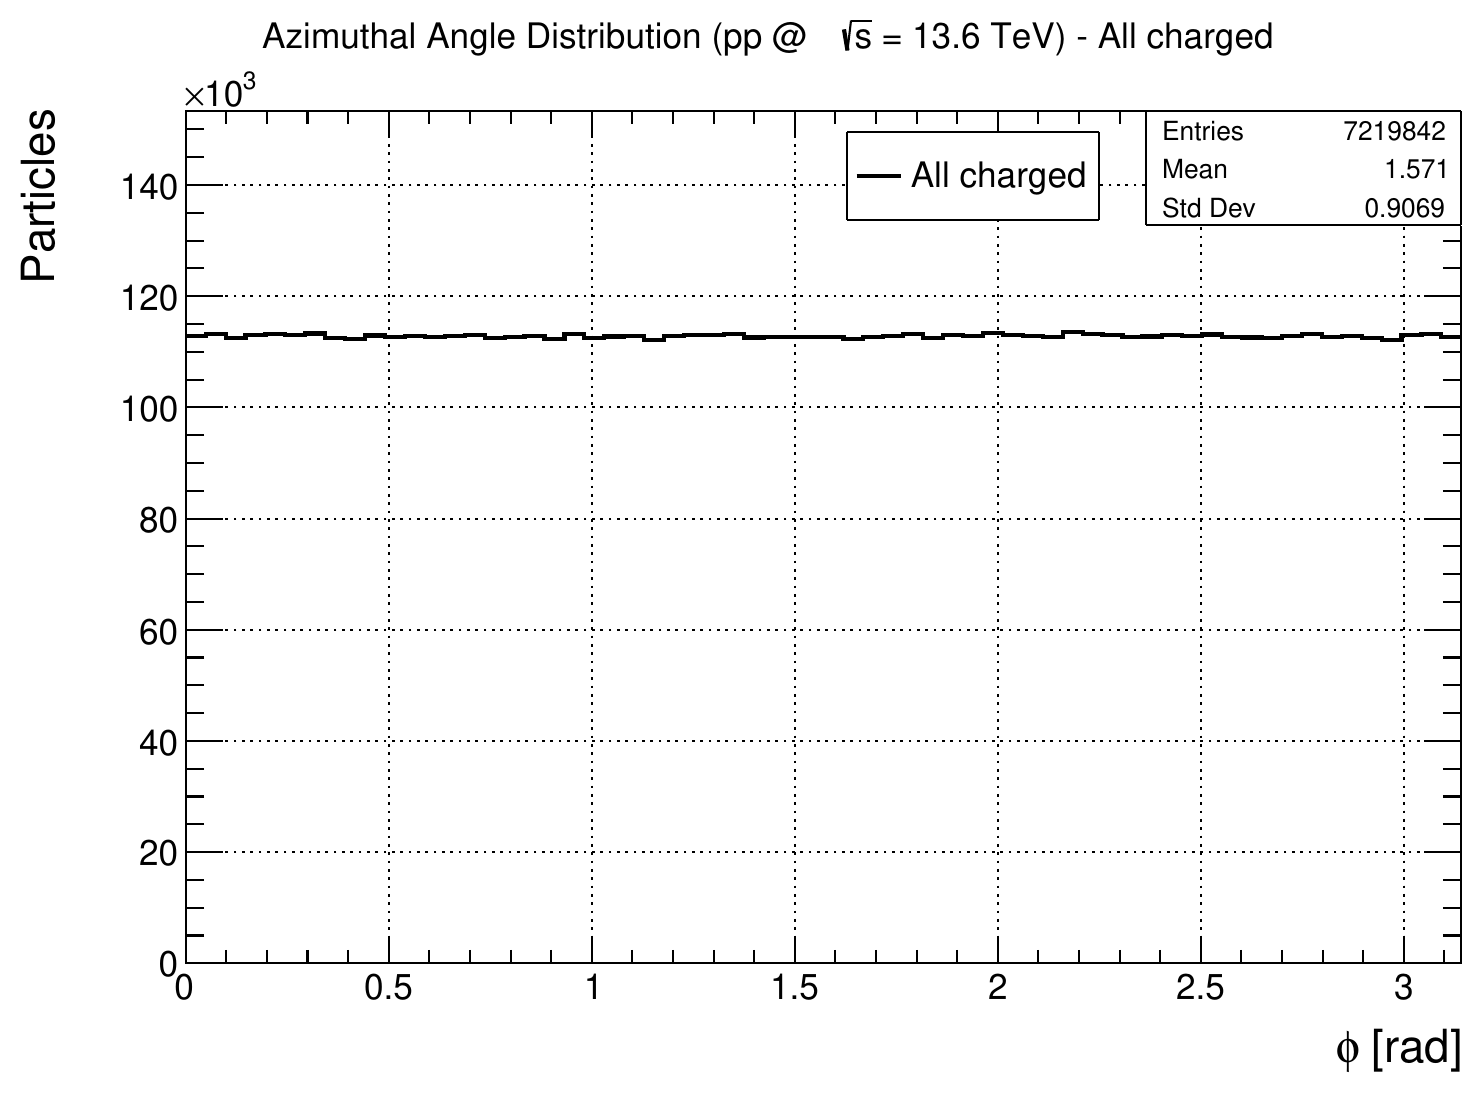 Azimuthal Angle Distribution (pp @ √s = 13.6 TeV) - All charged
×10³
Particles
Entries 7219842
Mean 1.571
Std Dev 0.9069
All charged
140
120
100
80
60
40
20
0
0 0.5 1 1.5 2 2.5 3
ϕ [rad]